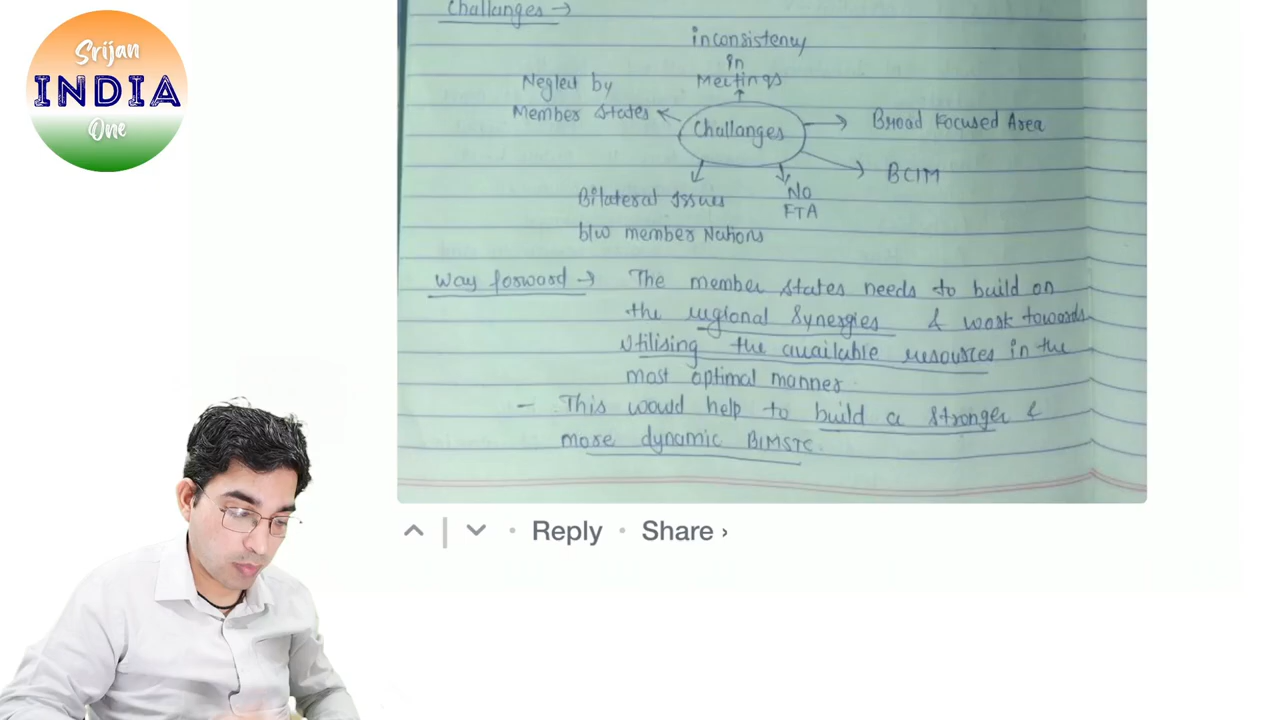 Srijan
INDIA
One
Challanges →
inconsistency
in
Meetings
Negled by
Member States
Challanges
Broad Focused Area
BCIM
Bilateral Issues
b/w member Nations
No
FTA
Way forward → The member states needs to build on
the regional Synergies & work towards
Utilising the available resources in the
most optimal manner.
- This would help to build a stronger &
more dynamic BIMSTC.
^ | v · Reply · Share ›